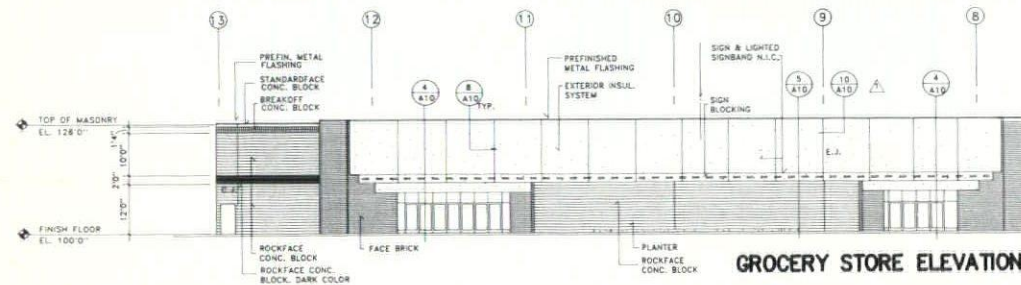 13
12
11
10
9
8
PREFIN. METAL
FLASHING
STANDARDFACE
CONC. BLOCK
BREAKOFF
CONC. BLOCK
PREFINISHED
METAL FLASHING
EXTERIOR INSUL.
SYSTEM
SIGN & LIGHTED
SIGNBAND N.I.C.
SIGN
BLOCKING
4
A10
8
A10
TYP.
5
A10
10
A10
1
4
A10
TOP OF MASONRY
EL. 126'0"
1'4"
10'0"
2'0"
12'0"
C.J.
E.J.
FINISH FLOOR
EL. 100'0"
ROCKFACE
CONC. BLOCK
ROCKFACE CONC.
BLOCK, DARK COLOR
FACE BRICK
PLANTER
ROCKFACE
CONC. BLOCK
GROCERY STORE ELEVATION